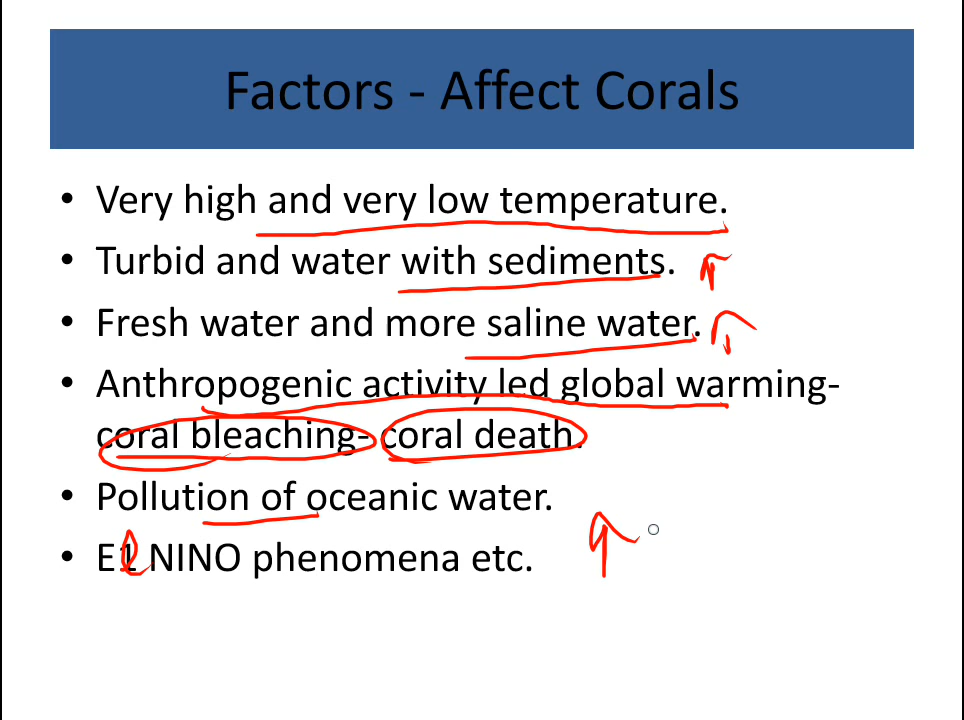 Factors - Affect Corals
• Very high and very low temperature.
• Turbid and water with sediments.
• Fresh water and more saline water.
• Anthropogenic activity led global warming-
coral bleaching- coral death.
• Pollution of oceanic water.
• El NINO phenomena etc.